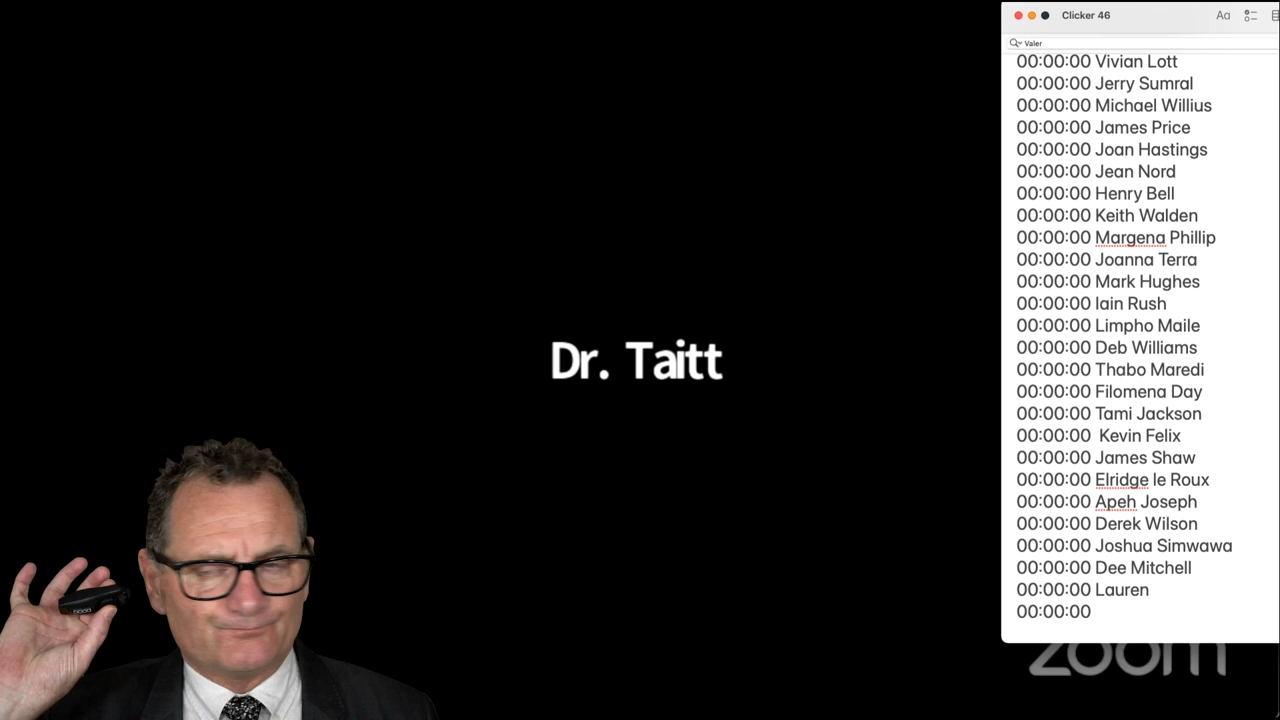 Clicker 46
Aa
Valer
00:00:00 Vivian Lott
00:00:00 Jerry Sumral
00:00:00 Michael Willius
00:00:00 James Price
00:00:00 Joan Hastings
00:00:00 Jean Nord
00:00:00 Henry Bell
00:00:00 Keith Walden
00:00:00 Margena Phillip
00:00:00 Joanna Terra
00:00:00 Mark Hughes
00:00:00 Iain Rush
00:00:00 Limpho Maile
00:00:00 Deb Williams
00:00:00 Thabo Maredi
00:00:00 Filomena Day
00:00:00 Tami Jackson
00:00:00 Kevin Felix
00:00:00 James Shaw
00:00:00 Elridge le Roux
00:00:00 Apeh Joseph
00:00:00 Derek Wilson
00:00:00 Joshua Simwawa
00:00:00 Dee Mitchell
00:00:00 Lauren
00:00:00
Dr. Taitt
zoom